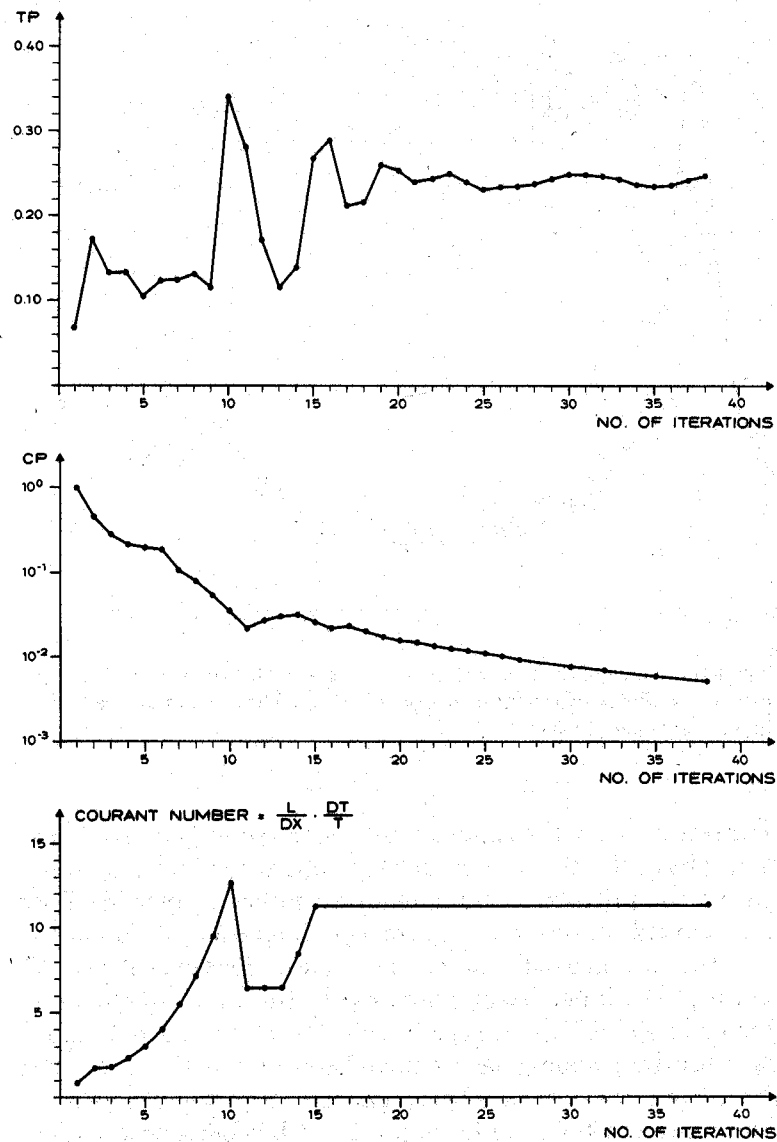 TP
0.40
0.30
0.20
0.10
5 10 15 20 25 30 35 40
NO. OF ITERIONS
CP
10⁰
10⁻¹
10⁻²
10⁻³
5 10 15 20 25 30 35 40
NO. OF ITERATIONS
COURANT NUMBER = L/DX · DT/T
15
10
5
5 10 15 20 25 30 35 40
NO. OF ITERATIONS